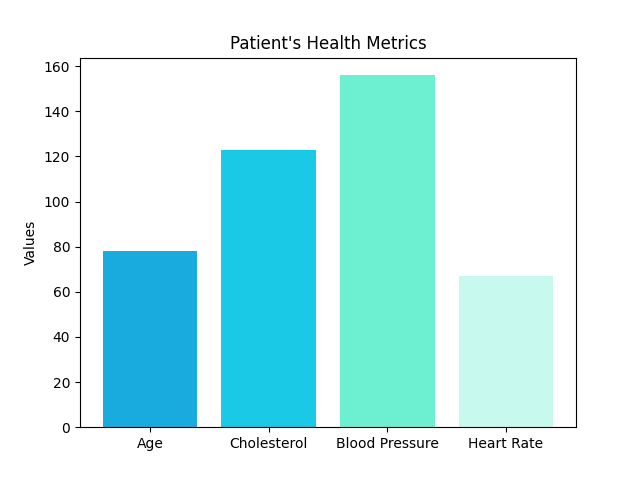 Patient's Health Metrics
Values
160
140
120
100
80
60
40
20
0
Age
Cholesterol
Blood Pressure
Heart Rate